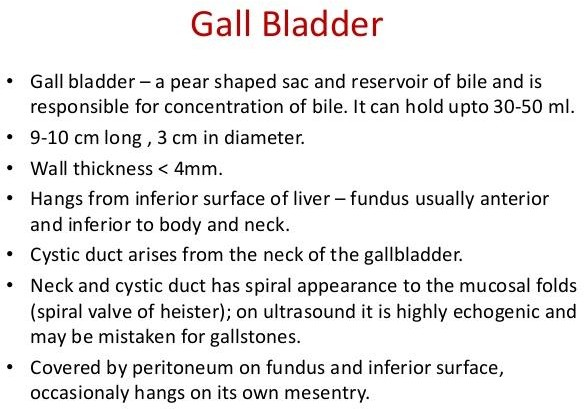 Gall Bladder
• Gall bladder – a pear shaped sac and reservoir of bile and is
responsible for concentration of bile. It can hold upto 30-50 ml.
• 9-10 cm long , 3 cm in diameter.
• Wall thickness < 4mm.
• Hangs from inferior surface of liver – fundus usually anterior
and inferior to body and neck.
• Cystic duct arises from the neck of the gallbladder.
• Neck and cystic duct has spiral appearance to the mucosal folds
(spiral valve of heister); on ultrasound it is highly echogenic and
may be mistaken for gallstones.
• Covered by peritoneum on fundus and inferior surface,
occasionaly hangs on its own mesentry.